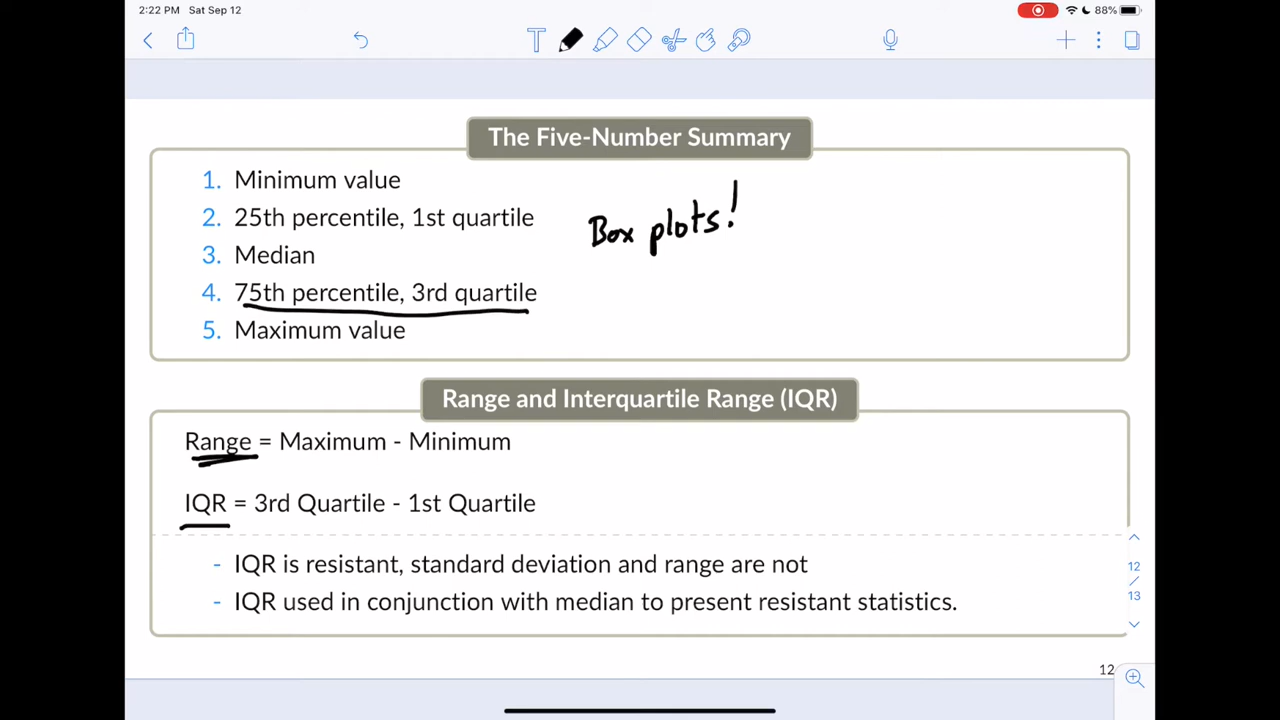 2:22 PM Sat Sep 12
88%
The Five-Number Summary
1. Minimum value
2. 25th percentile, 1st quartile
3. Median
4. 75th percentile, 3rd quartile
5. Maximum value
Box plots!
Range and Interquartile Range (IQR)
Range = Maximum - Minimum
IQR = 3rd Quartile - 1st Quartile
- IQR is resistant, standard deviation and range are not
- IQR used in conjunction with median to present resistant statistics.
12
/
13
12